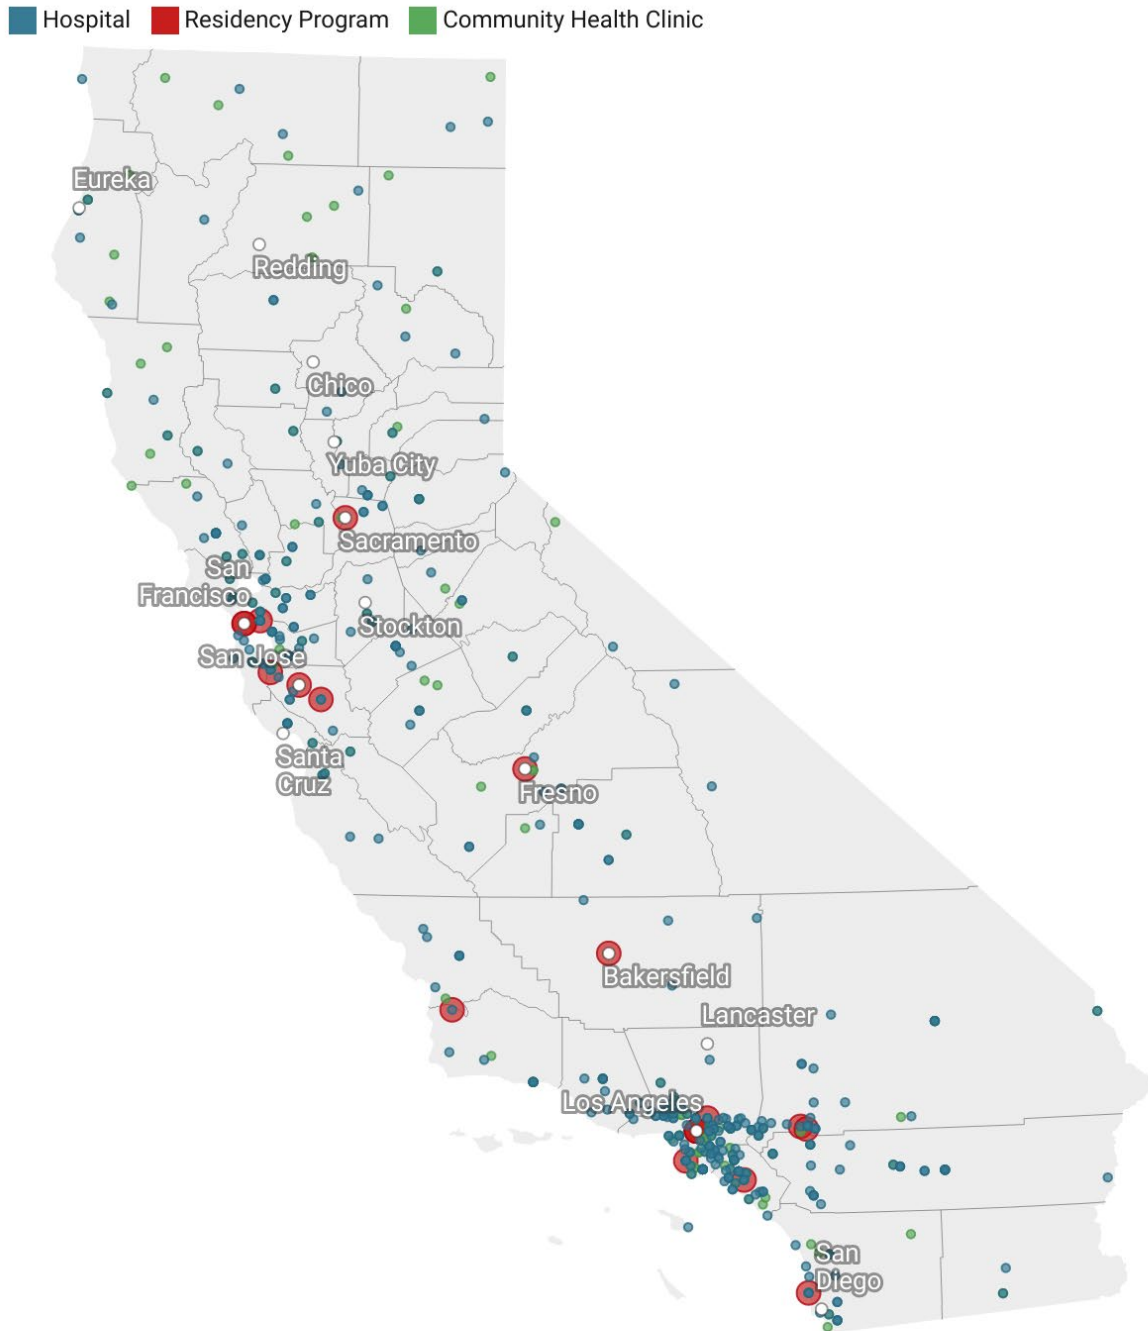 Hospital Residency Program Community Health Clinic
Eureka
Redding
Chico
Yuba City
Sacramento
San
Francisco
Stockton
San Jose
Santa
Cruz
Fresno
Bakersfield
Lancaster
Los Angeles
San
Diego